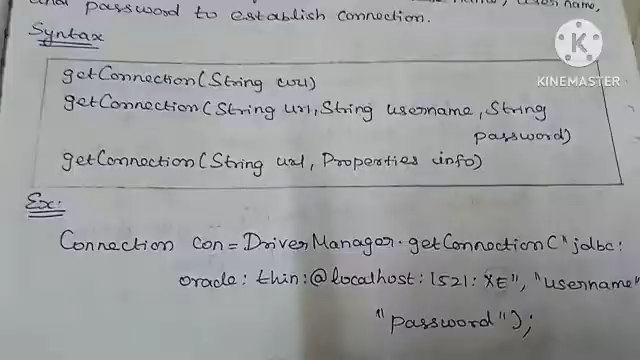 and password to establish connection.
Syntax
getConnection(String url)
getConnection(String url, String username, String
password)
getConnection(String url, Properties info)
Ex:
Connection con = DriverManager.getConnection("jdbc:
oracle:thin:@localhost:1521:XE", "username"
"password");
KINEMASTER